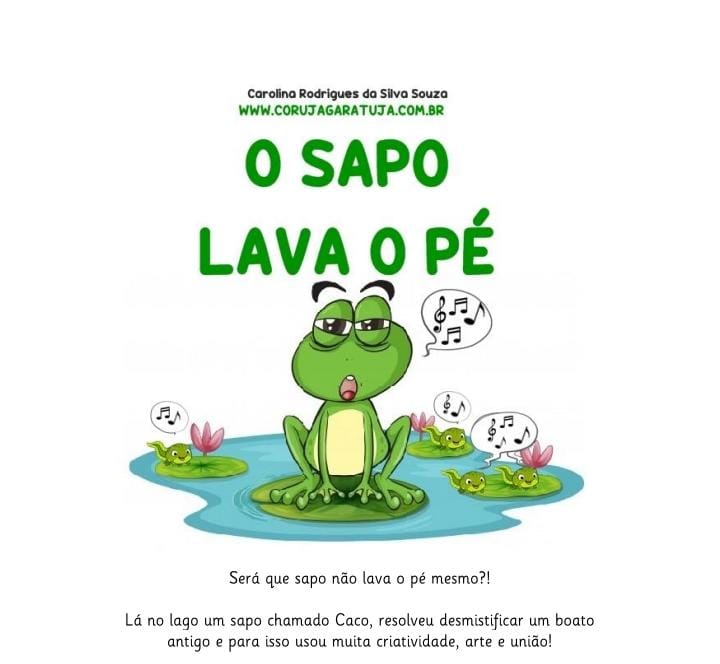 Carolina Rodrigues da Silva Souza
WWW.CORUJAGARATUJA.COM.BR
O SAPO
LAVA O PÉ
Será que sapo não lava o pé mesmo?!
Lá no lago um sapo chamado Caco, resolveu desmistificar um boato
antigo e para isso usou muita criatividade, arte e união!